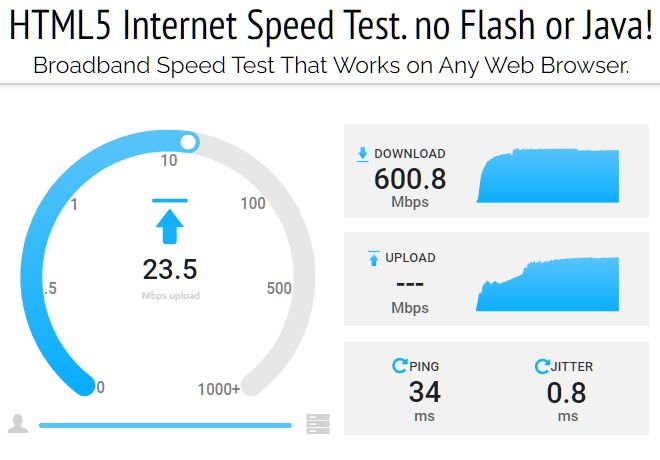 HTML5 Internet Speed Test. no Flash or Java!
Broadband Speed Test That Works on Any Web Browser.
10
1
100
.5
500
0
1000+
23.5
Mbps upload
DOWNLOAD
600.8
Mbps
UPLOAD
---
Mbps
PING
34
ms
JITTER
0.8
ms